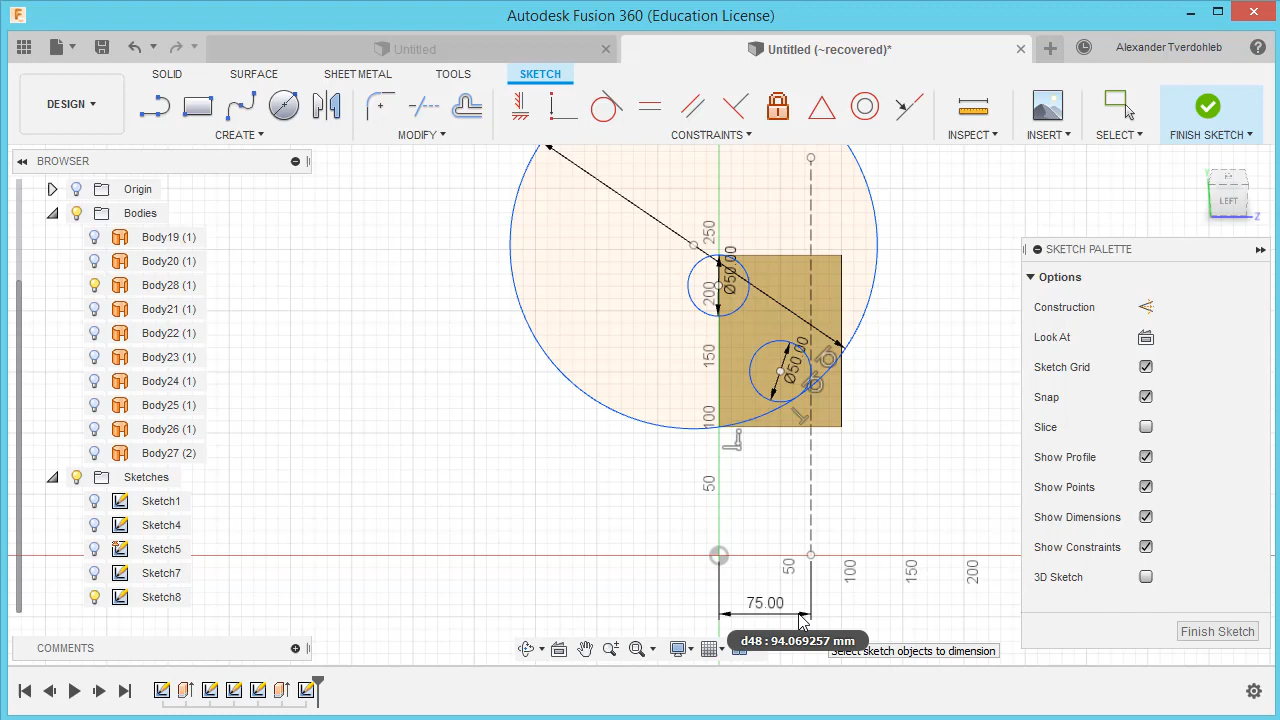 Autodesk Fusion 360 (Education License)
Untitled
Untitled (~recovered)*
Alexander Tverdohleb
DESIGN
SOLID
SURFACE
SHEET METAL
TOOLS
SKETCH
CREATE
MODIFY
CONSTRAINTS
INSPECT
INSERT
SELECT
FINISH SKETCH
BROWSER
Origin
Bodies
Body19 (1)
Body20 (1)
Body28 (1)
Body21 (1)
Body22 (1)
Body23 (1)
Body24 (1)
Body25 (1)
Body26 (1)
Body27 (2)
Sketches
Sketch1
Sketch4
Sketch5
Sketch7
Sketch8
COMMENTS
250
200
150
100
50
Ø50.00
Ø50.00
50
100
150
200
75.00
d48 : 94.069257 mm
Select sketch objects to dimension
LEFT
Y
Z
SKETCH PALETTE
Options
Construction
Look At
Sketch Grid
Snap
Slice
Show Profile
Show Points
Show Dimensions
Show Constraints
3D Sketch
Finish Sketch